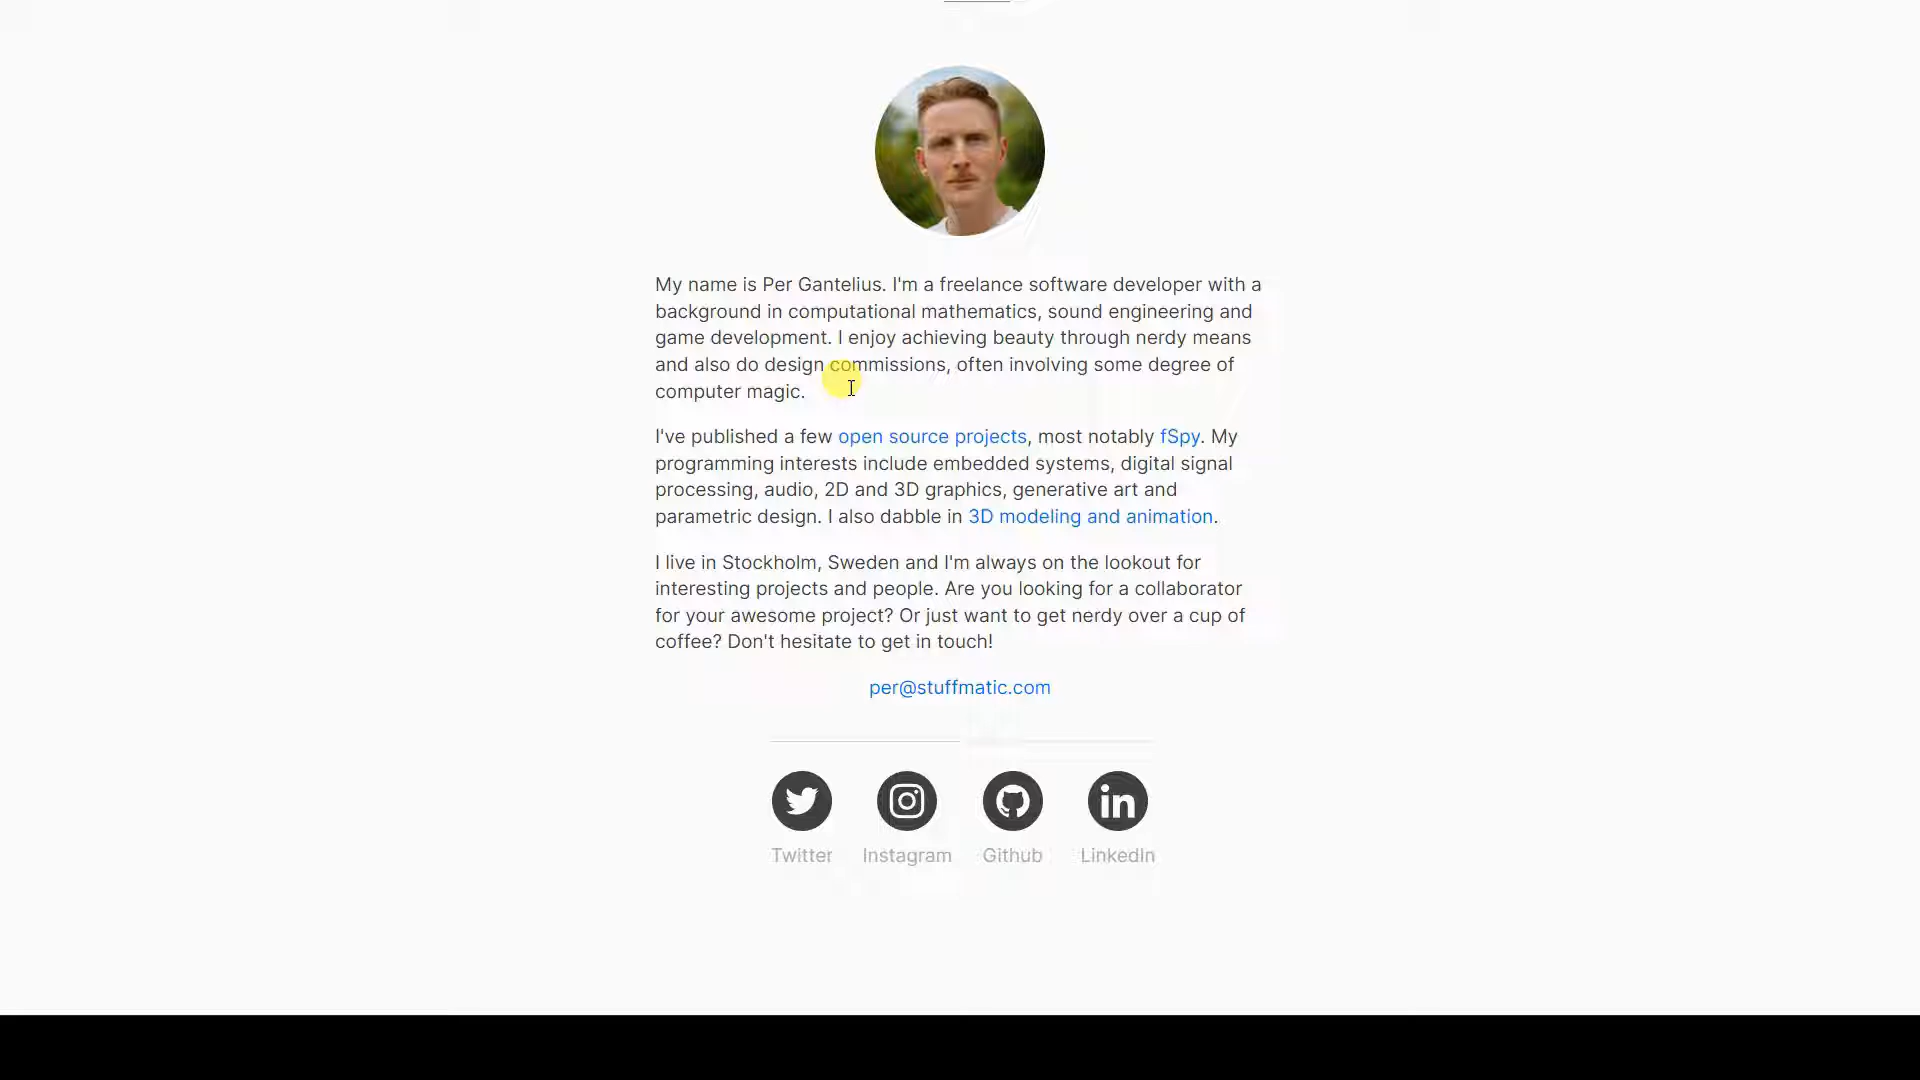 My name is Per Gantelius. I'm a freelance software developer with a
background in computational mathematics, sound engineering and
game development. I enjoy achieving beauty through nerdy means
and also do design commissions, often involving some degree of
computer magic.
I've published a few open source projects, most notably fSpy. My
programming interests include embedded systems, digital signal
processing, audio, 2D and 3D graphics, generative art and
parametric design. I also dabble in 3D modeling and animation.
I live in Stockholm, Sweden and I'm always on the lookout for
interesting projects and people. Are you looking for a collaborator
for your awesome project? Or just want to get nerdy over a cup of
coffee? Don't hesitate to get in touch!
per@stuffmatic.com
Twitter Instagram Github LinkedIn